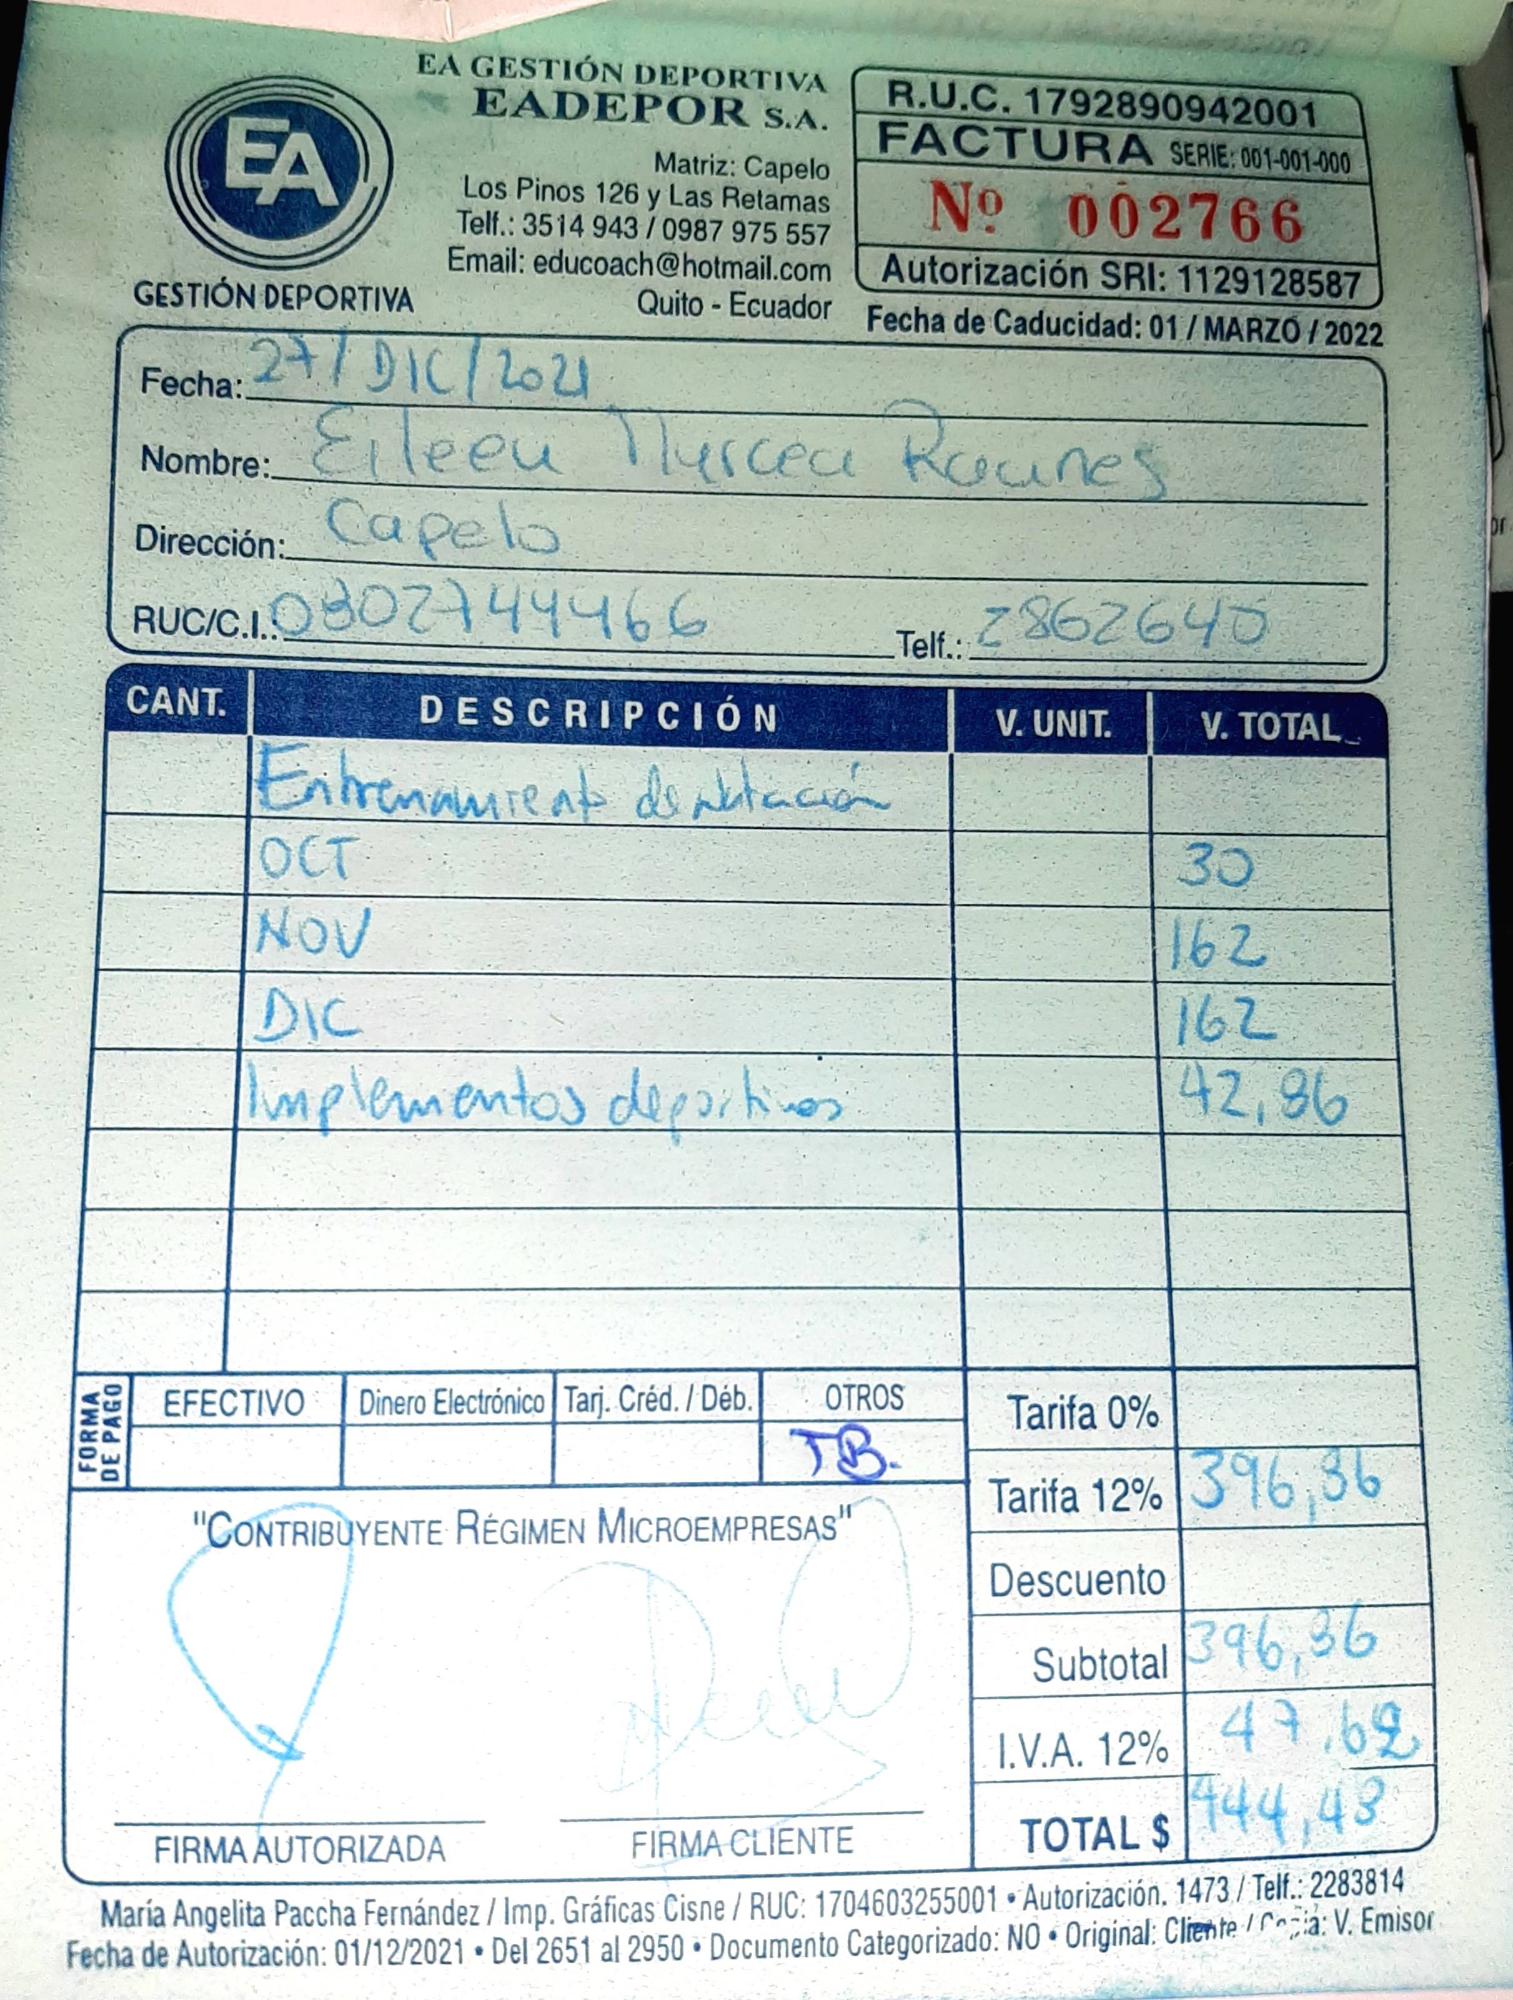 EA GESTIÓN DEPORTIVA
EADEPOR S.A.
Matriz: Capelo
Los Pinos 126 y Las Retamas
Telf.: 3514 943 / 0987 975 557
Email: educoach@hotmail.com
Quito - Ecuador
EA
GESTIÓN DEPORTIVA
R.U.C. 1792890942001
FACTURA SERIE: 001-001-000
Nº 002766
Autorización SRI: 1129128587
Fecha de Caducidad: 01 / MARZO / 2022
Fecha: 27/DIC/2021
Nombre: Eileen
Dirección: Capelo
RUC/C.I.: 0802744466 Telf.: 2862640
CANT. DESCRIPCIÓN V. UNIT. V. TOTAL
Entrenamiento de natación
OCT 30
NOV 162
DIC 162
Implementos deportivos 42,86
FORMA DE PAGO
EFECTIVO Dinero Electrónico Tarj. Créd. / Déb. OTROS
TB.
Tarifa 0%
Tarifa 12% 396,86
Descuento
Subtotal 396,86
I.V.A. 12% 47,62
TOTAL $ 444,48
"CONTRIBUYENTE RÉGIMEN MICROEMPRESAS"
FIRMA AUTORIZADA FIRMA CLIENTE
María Angelita Paccha Fernández / Imp. Gráficas Cisne / RUC: 1704603255001 • Autorización. 1473 / Telf.: 2283814
Fecha de Autorización: 01/12/2021 • Del 2651 al 2950 • Documento Categorizado: NO • Original: Cliente / Copia: V. Emisor